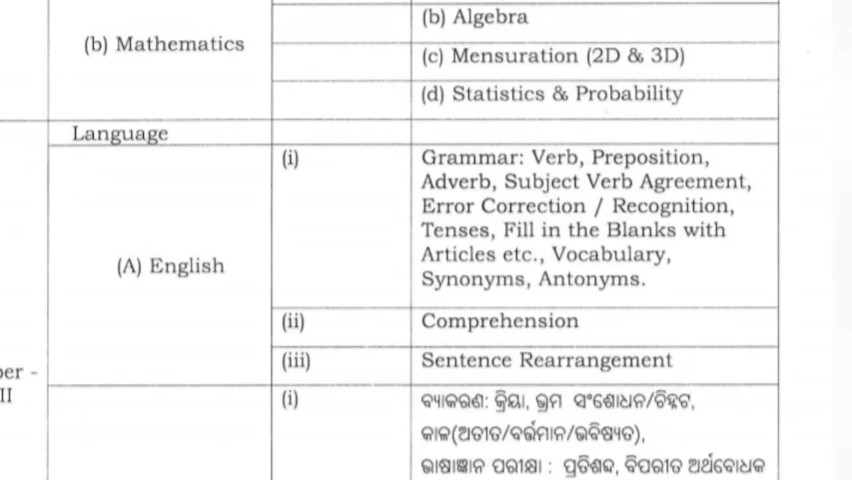 (b) Algebra
(b) Mathematics
(c) Mensuration (2D & 3D)
(d) Statistics & Probability
Language
(i)
Grammar: Verb, Preposition,
Adverb, Subject Verb Agreement,
Error Correction / Recognition,
Tenses, Fill in the Blanks with
Articles etc., Vocabulary,
Synonyms, Antonyms.
(A) English
(ii) Comprehension
(iii) Sentence Rearrangement
per -
II
(i) ବ୍ୟାକରଣ: କ୍ରିୟା, ଭ୍ରମ ସଂଶୋଧନ/ଚିହ୍ନଟ,
କାଳ(ଅତୀତ/ବର୍ତ୍ତମାନ/ଭବିଷ୍ୟତ),
ଭାଷାଜ୍ଞାନ ପରୀକ୍ଷା : ପ୍ରତିଶବ୍ଦ, ବିପରୀତ ଅର୍ଥବୋଧକ